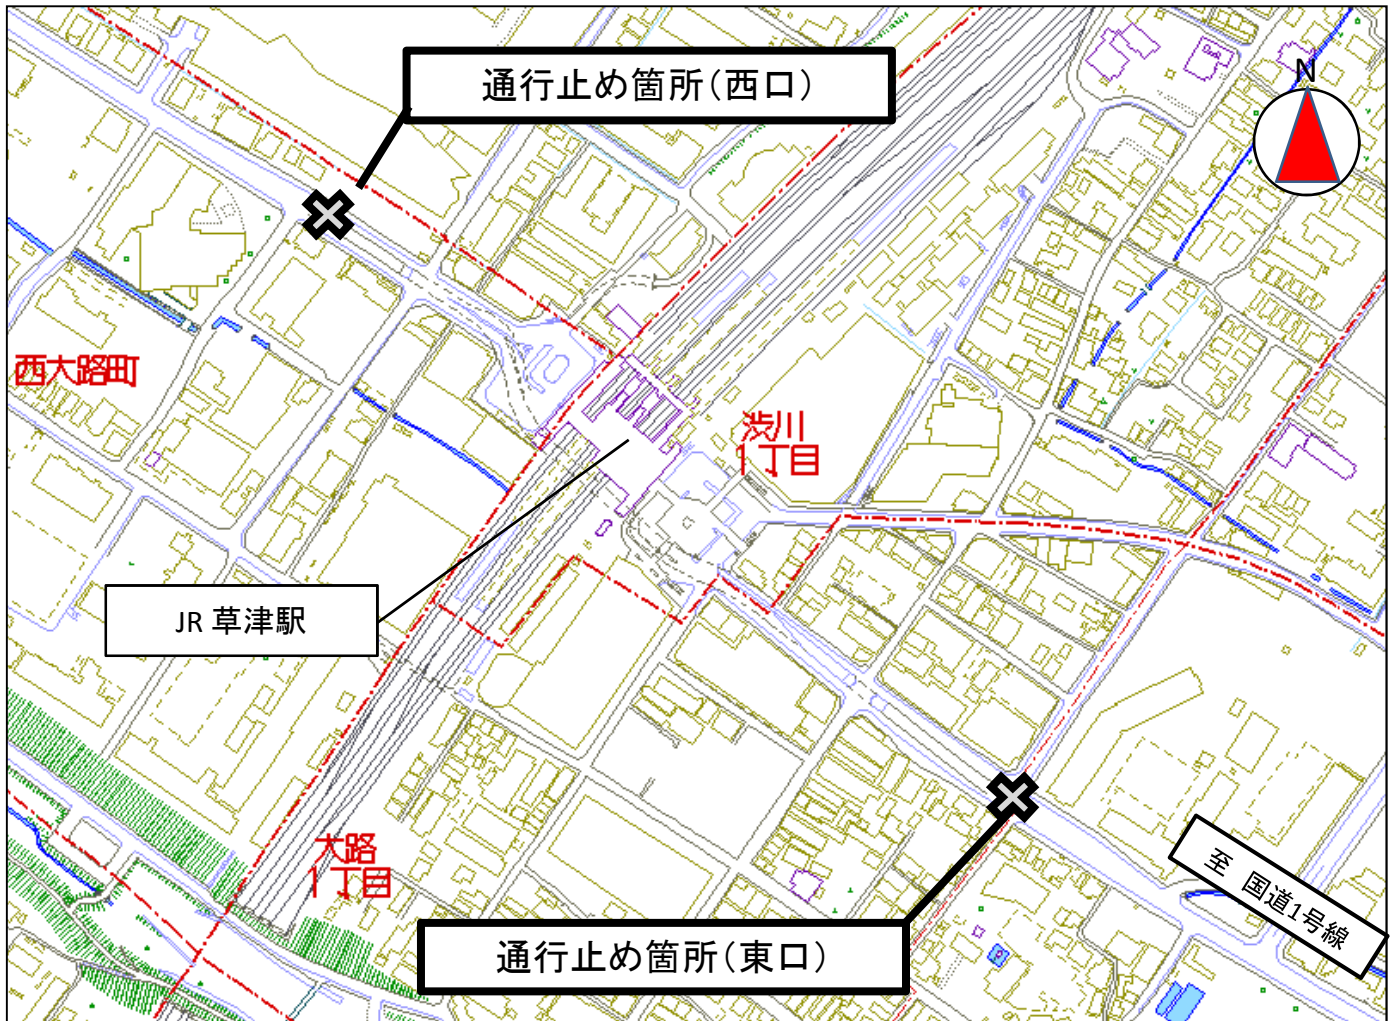 通行止め箇所（西口）
N
西大路町
渋川
1丁目
JR 草津駅
大路
1丁目
至　国道1号線
通行止め箇所（東口）